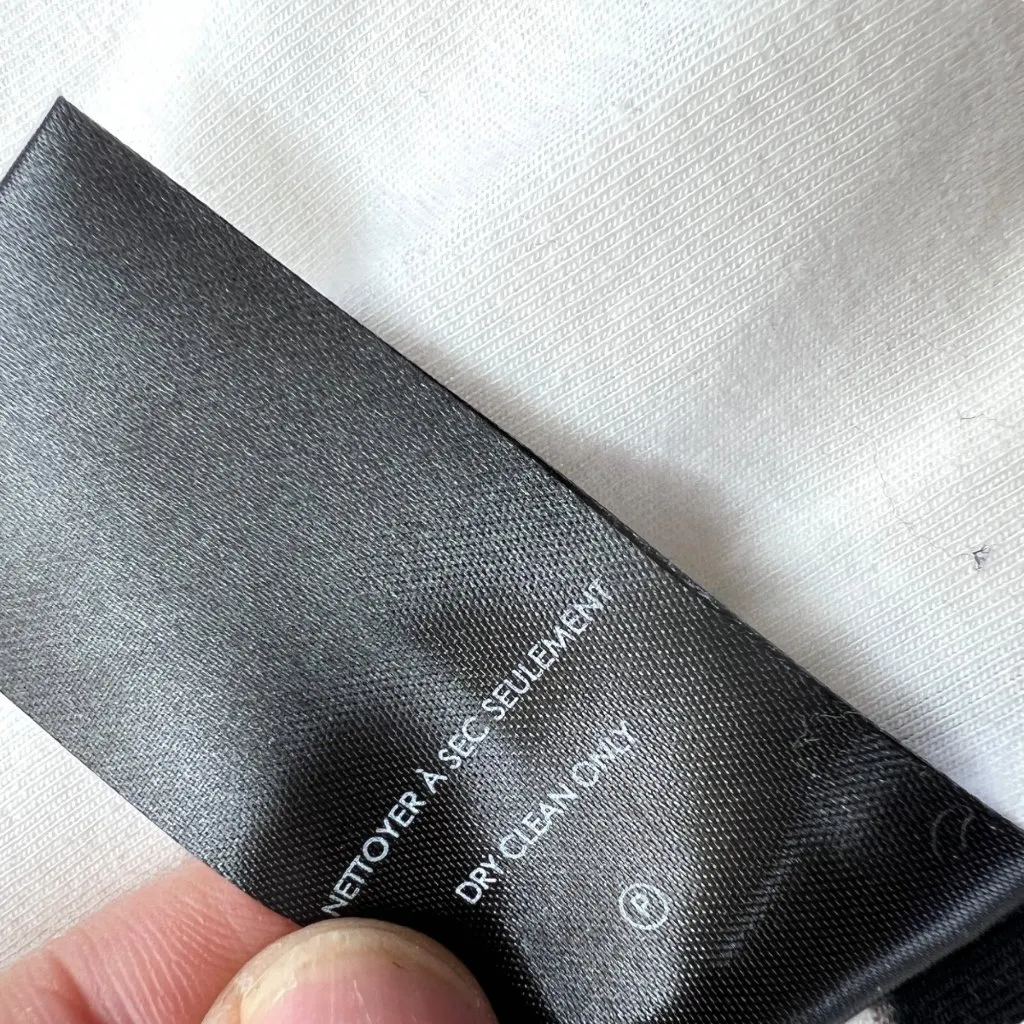 NETTOYER À SEC SEULEMENT
DRY CLEAN ONLY
P